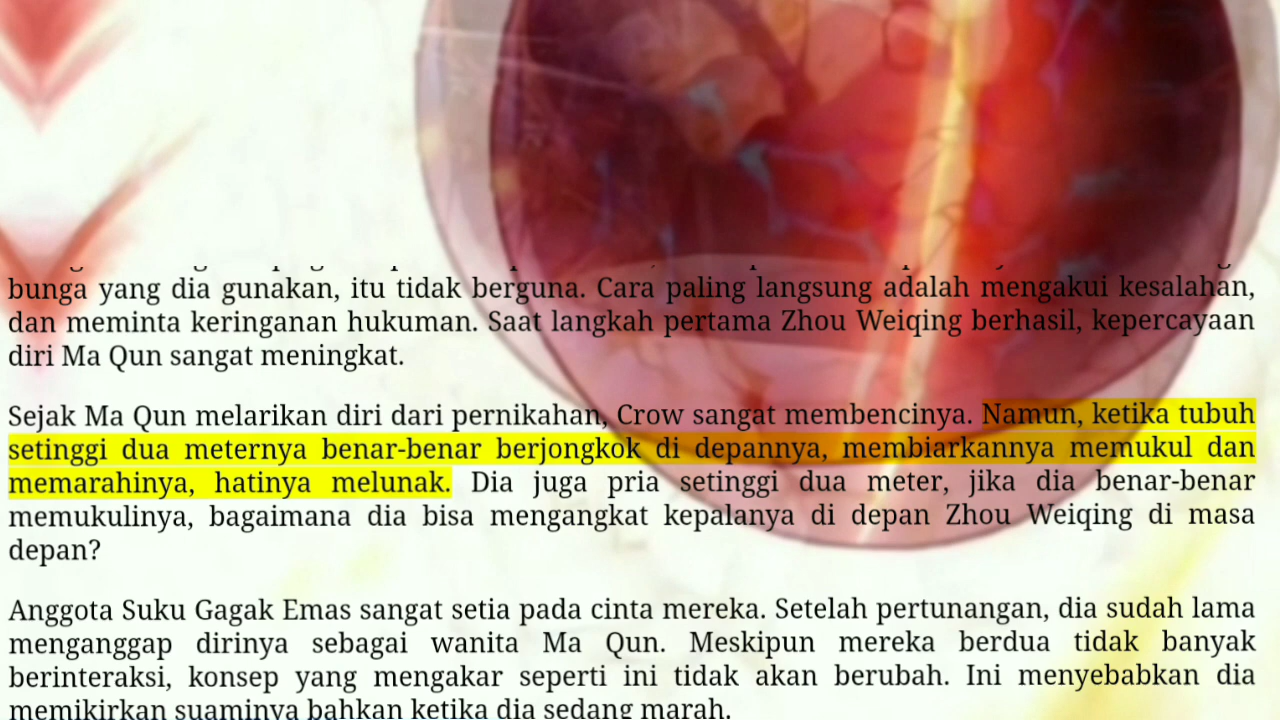 bunga yang dia gunakan, itu tidak berguna. Cara paling langsung adalah mengakui kesalahan,
dan meminta keringanan hukuman. Saat langkah pertama Zhou Weiqing berhasil, kepercayaan
diri Ma Qun sangat meningkat.
Sejak Ma Qun melarikan diri dari pernikahan, Crow sangat membencinya. Namun, ketika tubuh
setinggi dua meternya benar-benar berjongkok di depannya, membiarkannya memukul dan
memarahinya, hatinya melunak. Dia juga pria setinggi dua meter, jika dia benar-benar
memukulinya, bagaimana dia bisa mengangkat kepalanya di depan Zhou Weiqing di masa
depan?
Anggota Suku Gagak Emas sangat setia pada cinta mereka. Setelah pertunangan, dia sudah lama
menganggap dirinya sebagai wanita Ma Qun. Meskipun mereka berdua tidak banyak
berinteraksi, konsep yang mengakar seperti ini tidak akan berubah. Ini menyebabkan dia
memikirkan suaminya bahkan ketika dia sedang marah.